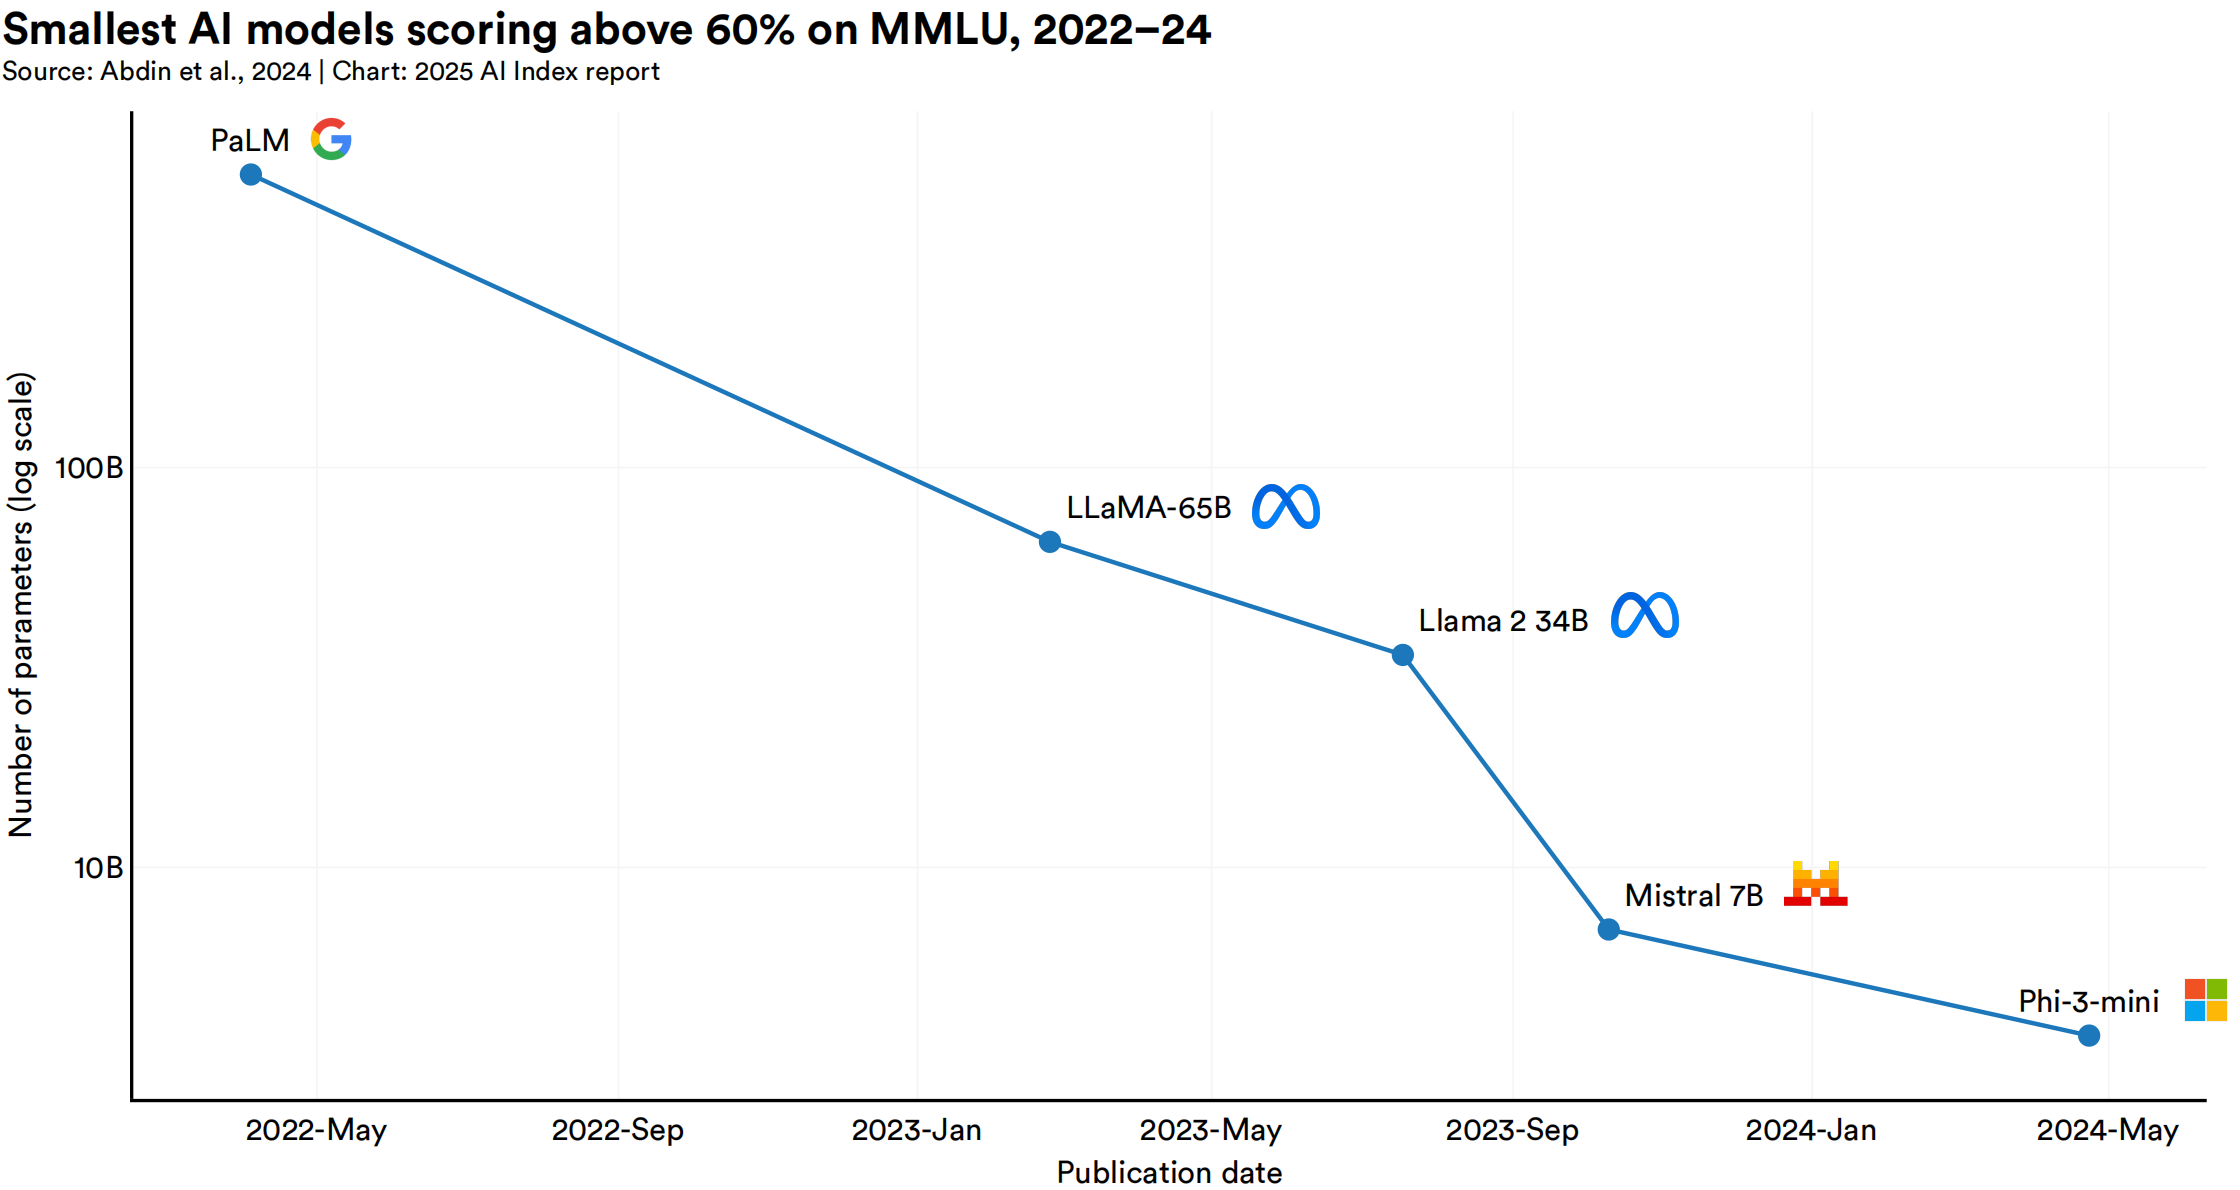 Smallest AI models scoring above 60% on MMLU, 2022–24
Source: Abdin et al., 2024 | Chart: 2025 AI Index report
Number of parameters (log scale)
100B
10B
PaLM
LLaMA-65B
Llama 2 34B
Mistral 7B
Phi-3-mini
2022-May
2022-Sep
2023-Jan
2023-May
2023-Sep
2024-Jan
2024-May
Publication date